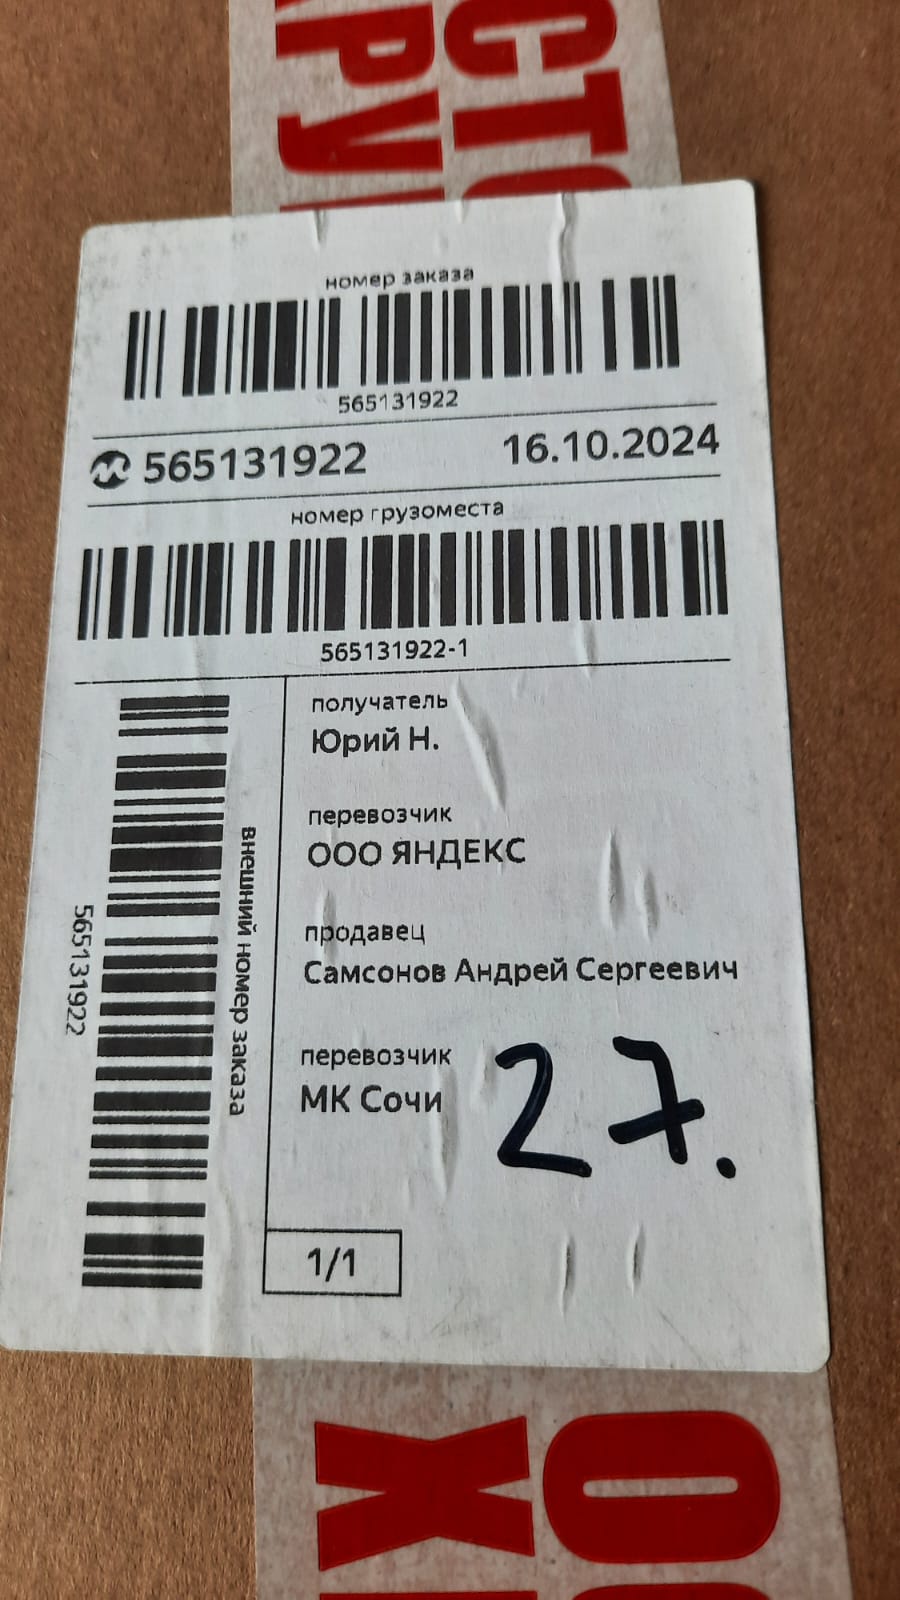 номер заказа
565131922
565131922 16.10.2024
номер грузоместа
565131922-1
получатель
Юрий Н.
перевозчик
ООО ЯНДЕКС
продавец
Самсонов Андрей Сергеевич
перевозчик
МК Сочи
27.
1/1
внешний номер заказа
565131922